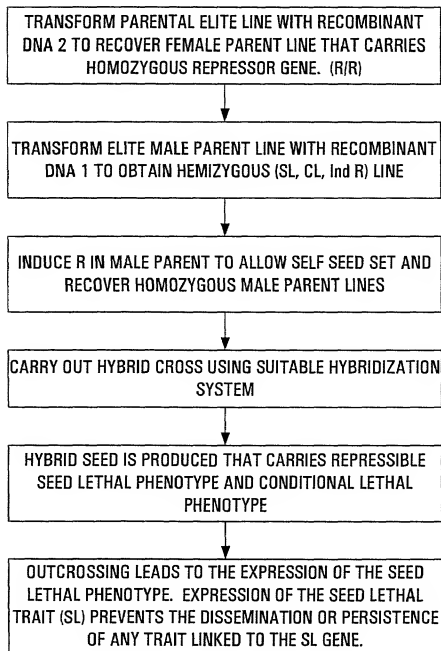 TRANSFORM PARENTAL ELITE LINE WITH RECOMBINANT
DNA 2 TO RECOVER FEMALE PARENT LINE THAT CARRIES
HOMOZYGOUS REPRESSOR GENE. (R/R)
TRANSFORM ELITE MALE PARENT LINE WITH RECOMBINANT
DNA 1 TO OBTAIN HEMIZYGOUS (SL, CL, Ind R) LINE
INDUCE R IN MALE PARENT TO ALLOW SELF SEED SET AND
RECOVER HOMOZYGOUS MALE PARENT LINES
CARRY OUT HYBRID CROSS USING SUITABLE HYBRIDIZATION
SYSTEM
HYBRID SEED IS PRODUCED THAT CARRIES REPRESSIBLE
SEED LETHAL PHENOTYPE AND CONDITIONAL LETHAL
PHENOTYPE
OUTCROSSING LEADS TO THE EXPRESSION OF THE SEED
LETHAL PHENOTYPE. EXPRESSION OF THE SEED LETHAL
TRAIT (SL) PREVENTS THE DISSEMINATION OR PERSISTENCE
OF ANY TRAIT LINKED TO THE SL GENE.